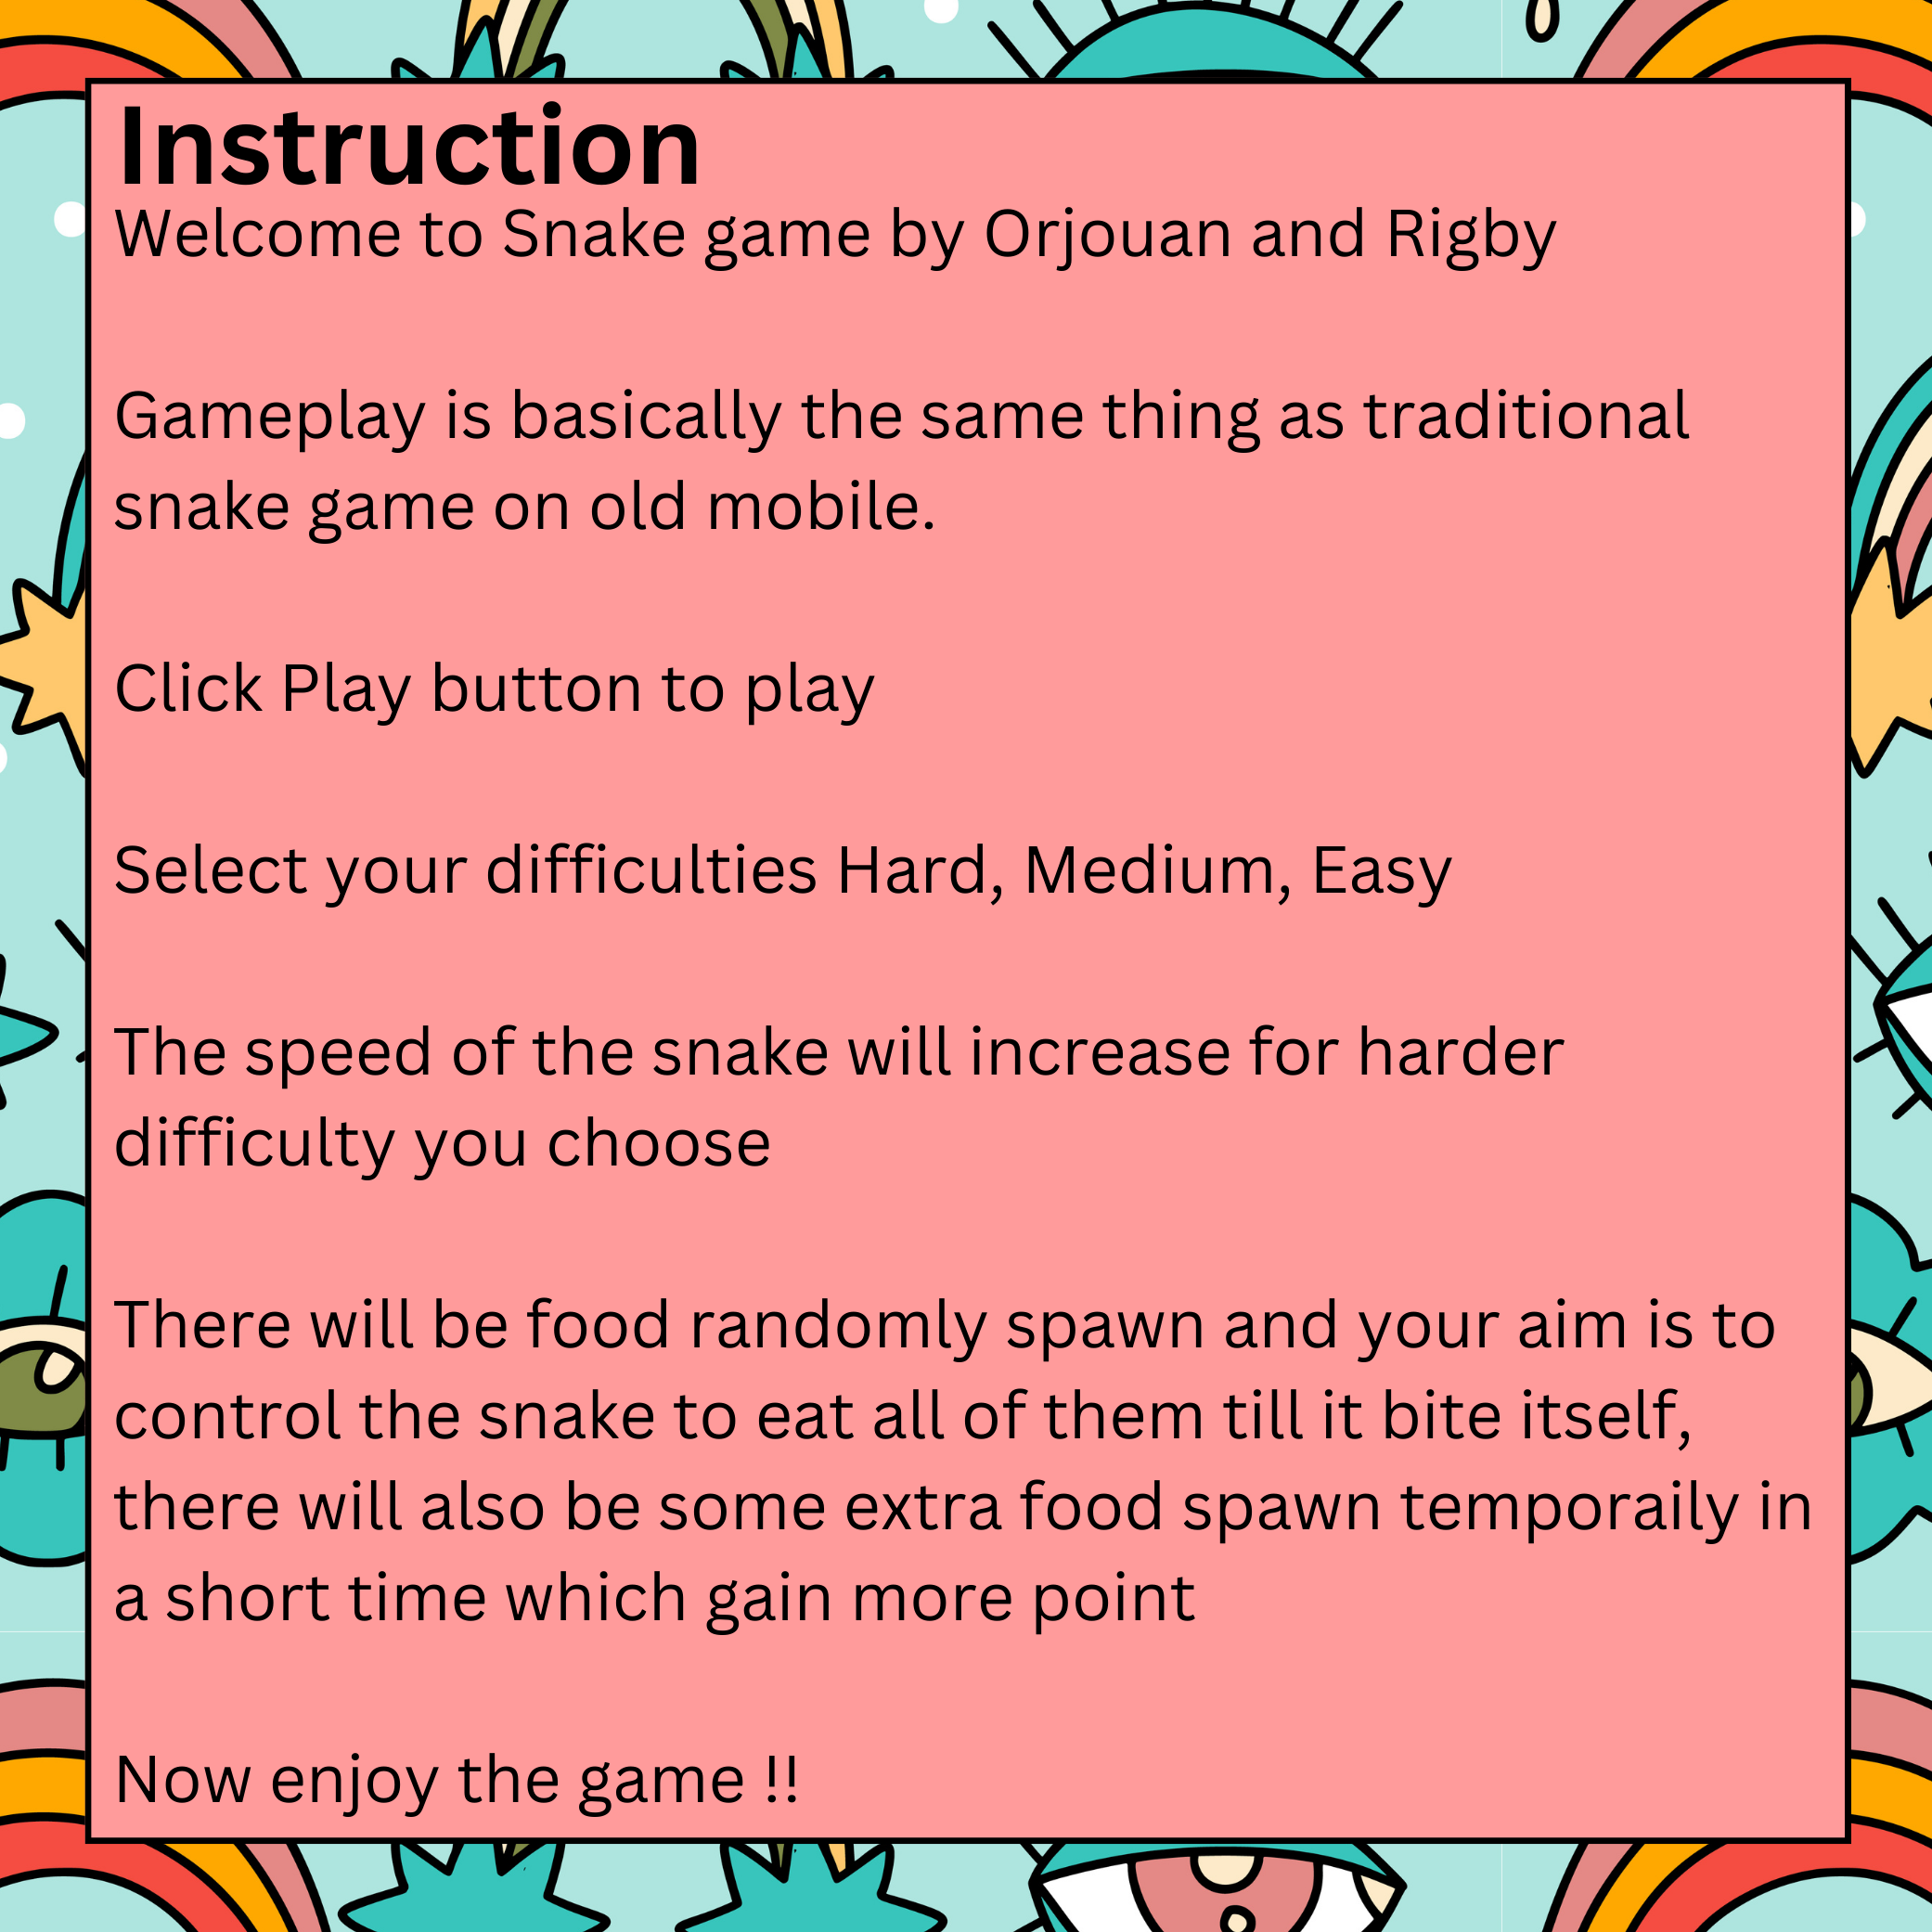 Instruction
Welcome to Snake game by Orjouan and Rigby
Gameplay is basically the same thing as traditional
snake game on old mobile.
Click Play button to play
Select your difficulties Hard, Medium, Easy
The speed of the snake will increase for harder
difficulty you choose
There will be food randomly spawn and your aim is to
control the snake to eat all of them till it bite itself,
there will also be some extra food spawn temporaily in
a short time which gain more point
Now enjoy the game !!